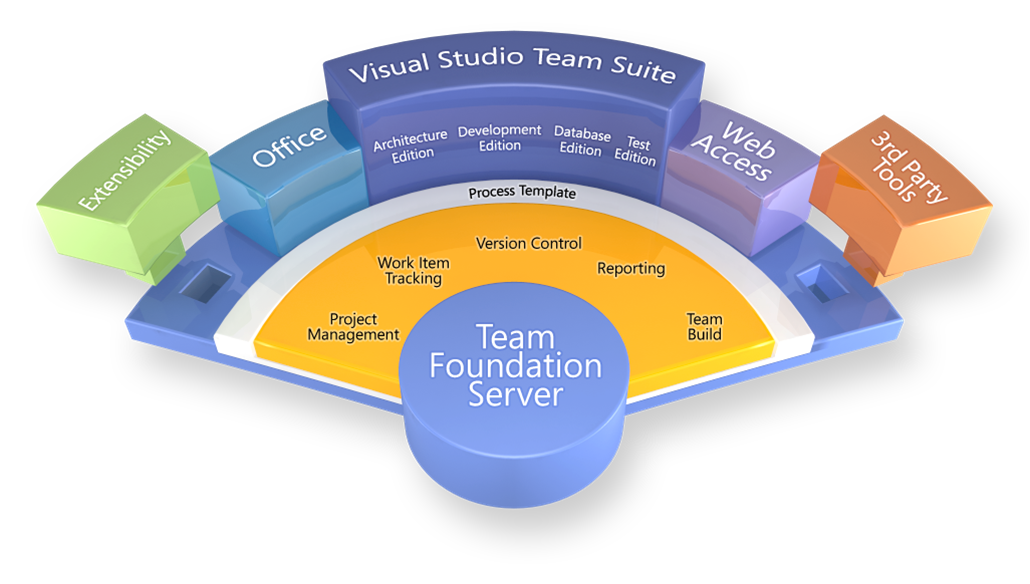 Visual Studio Team Suite
Architecture
Edition
Development
Edition
Database
Edition
Test
Edition
Extensibility
Office
Web
Access
3rd Party
Tools
Process Template
Version Control
Work Item
Tracking
Reporting
Project
Management
Team
Build
Team
Foundation
Server